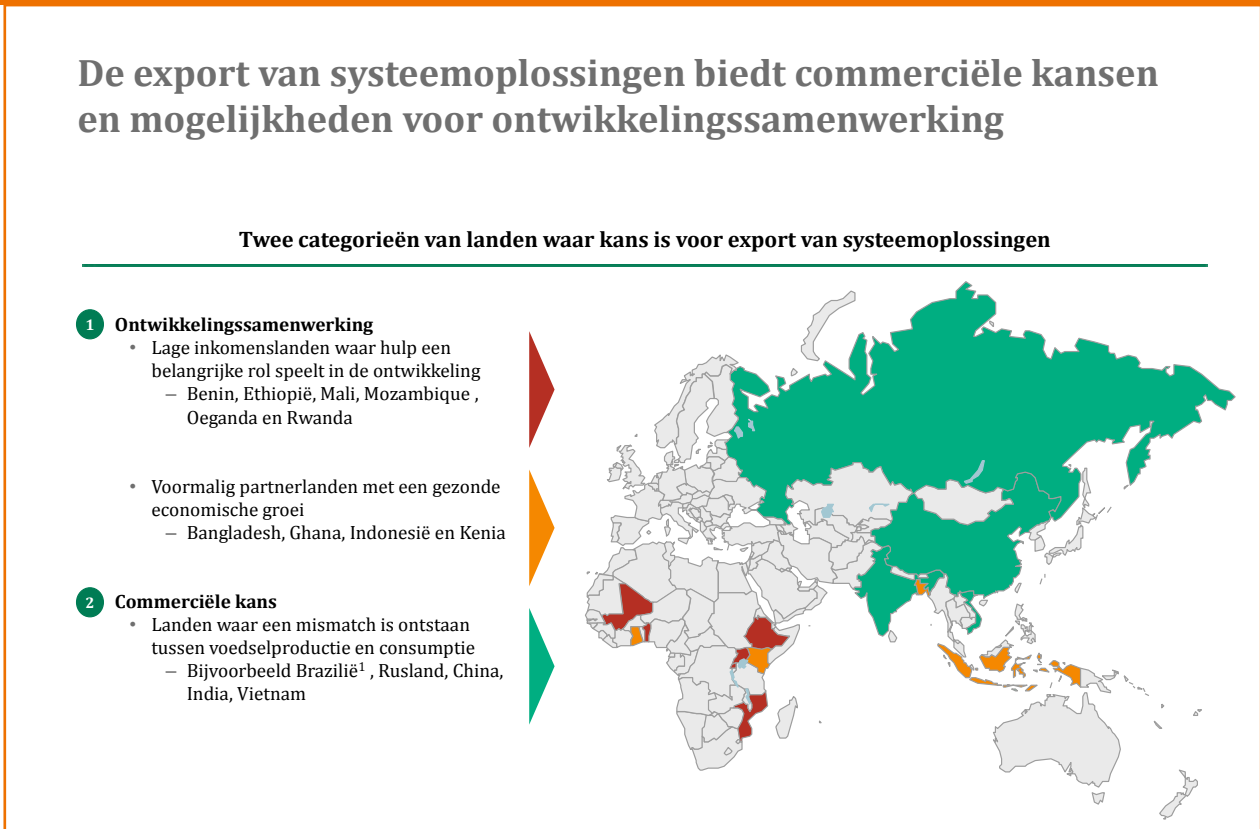 De export van systeemoplossingen biedt commerciële kansen
en mogelijkheden voor ontwikkelingssamenwerking
Twee categorieën van landen waar kans is voor export van systeemoplossingen
1 Ontwikkelingssamenwerking
• Lage inkomenslanden waar hulp een
belangrijke rol speelt in de ontwikkeling
– Benin, Ethiopië, Mali, Mozambique ,
Oeganda en Rwanda
• Voormalig partnerlanden met een gezonde
economische groei
– Bangladesh, Ghana, Indonesië en Kenia
2 Commerciële kans
• Landen waar een mismatch is ontstaan
tussen voedselproductie en consumptie
– Bijvoorbeeld Brazilië¹ , Rusland, China,
India, Vietnam